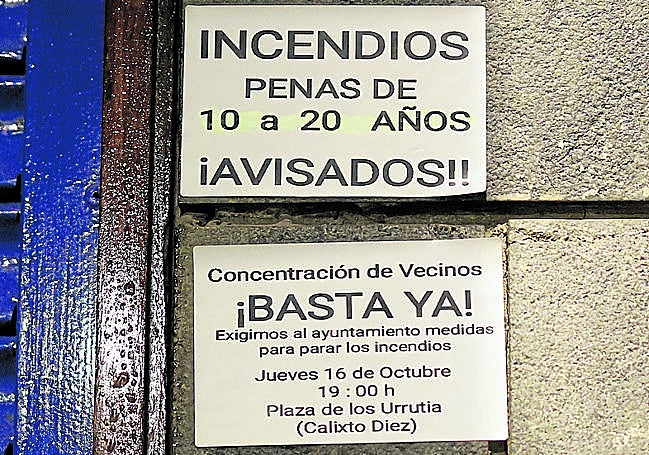 INCENDIOS
PENAS DE
10 a 20 AÑOS
¡AVISADOS!!
Concentración de Vecinos
¡BASTA YA!
Exigimos al ayuntamiento medidas
para parar los incendios
Jueves 16 de Octubre
19 : 00 h
Plaza de los Urrutia
(Calixto Diez)